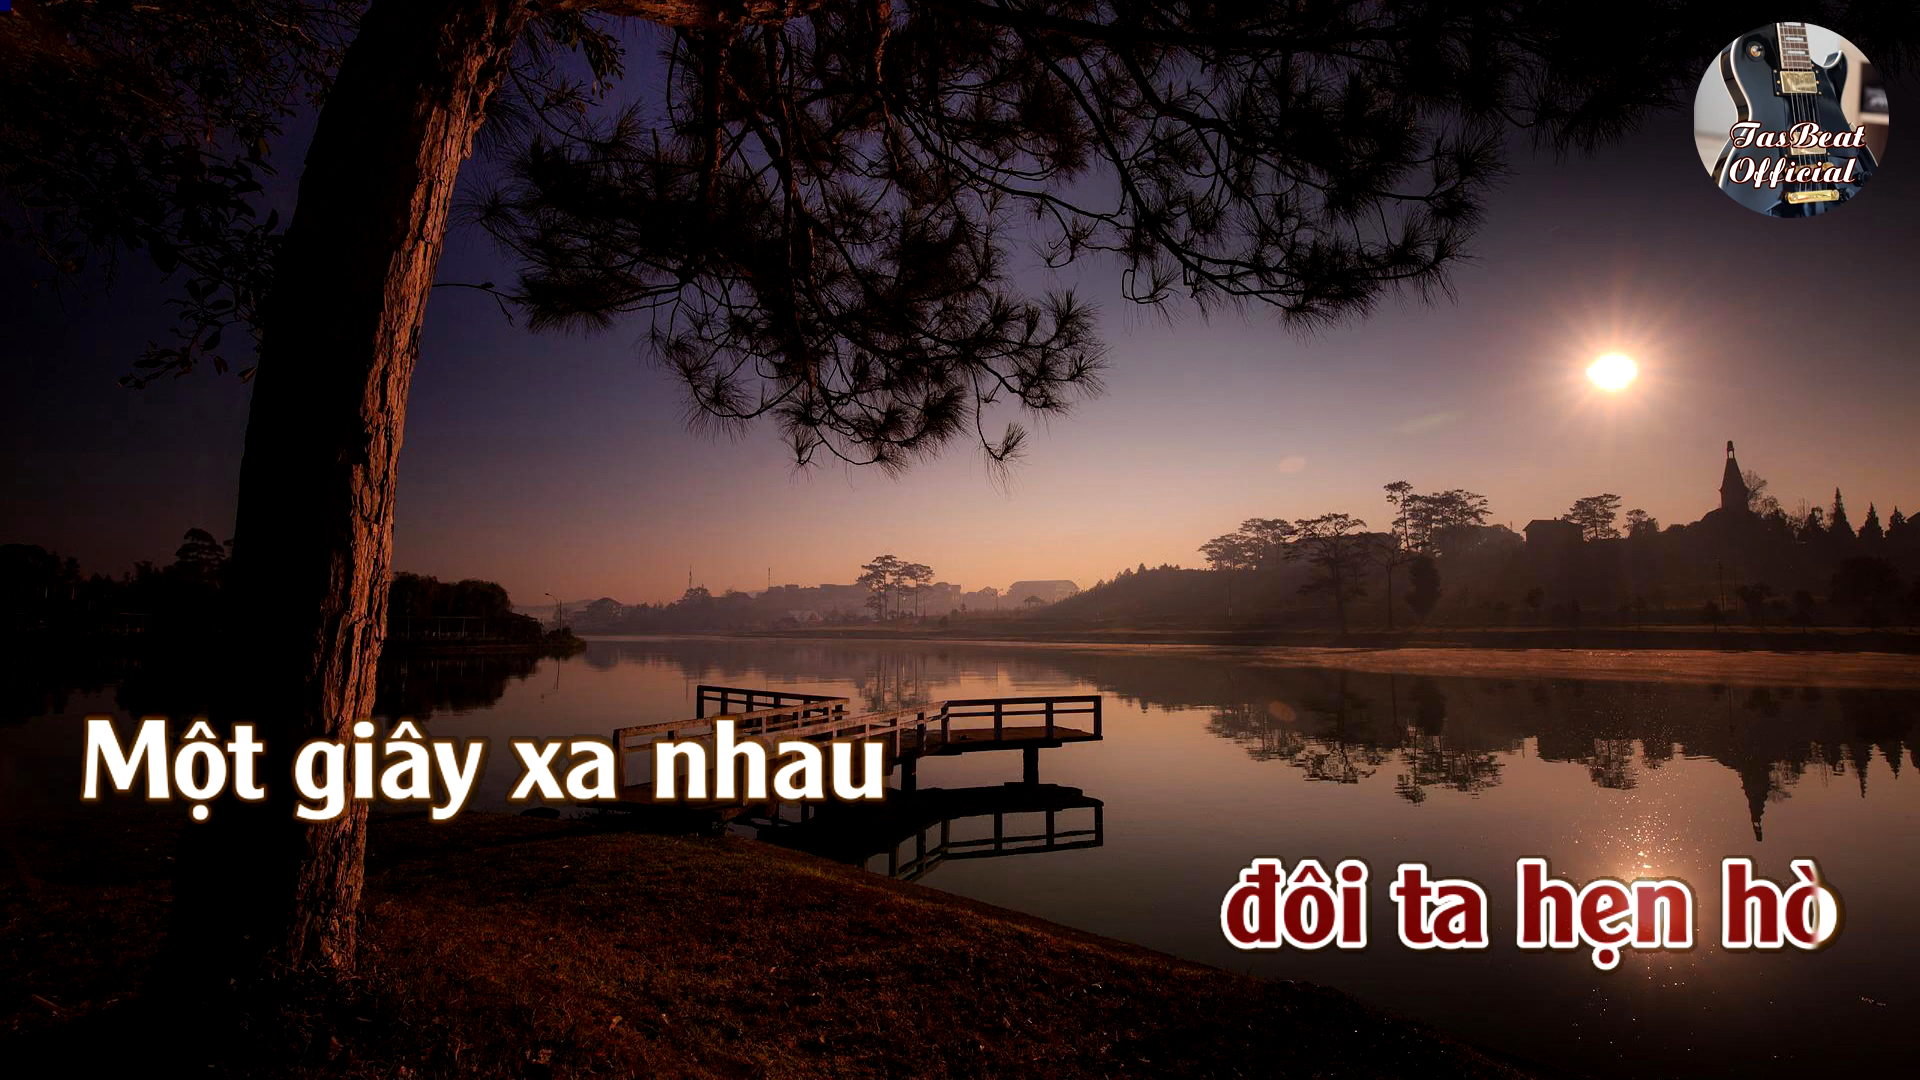 TasBeat
Official
Một giây xa nhau
đôi ta hẹn hò